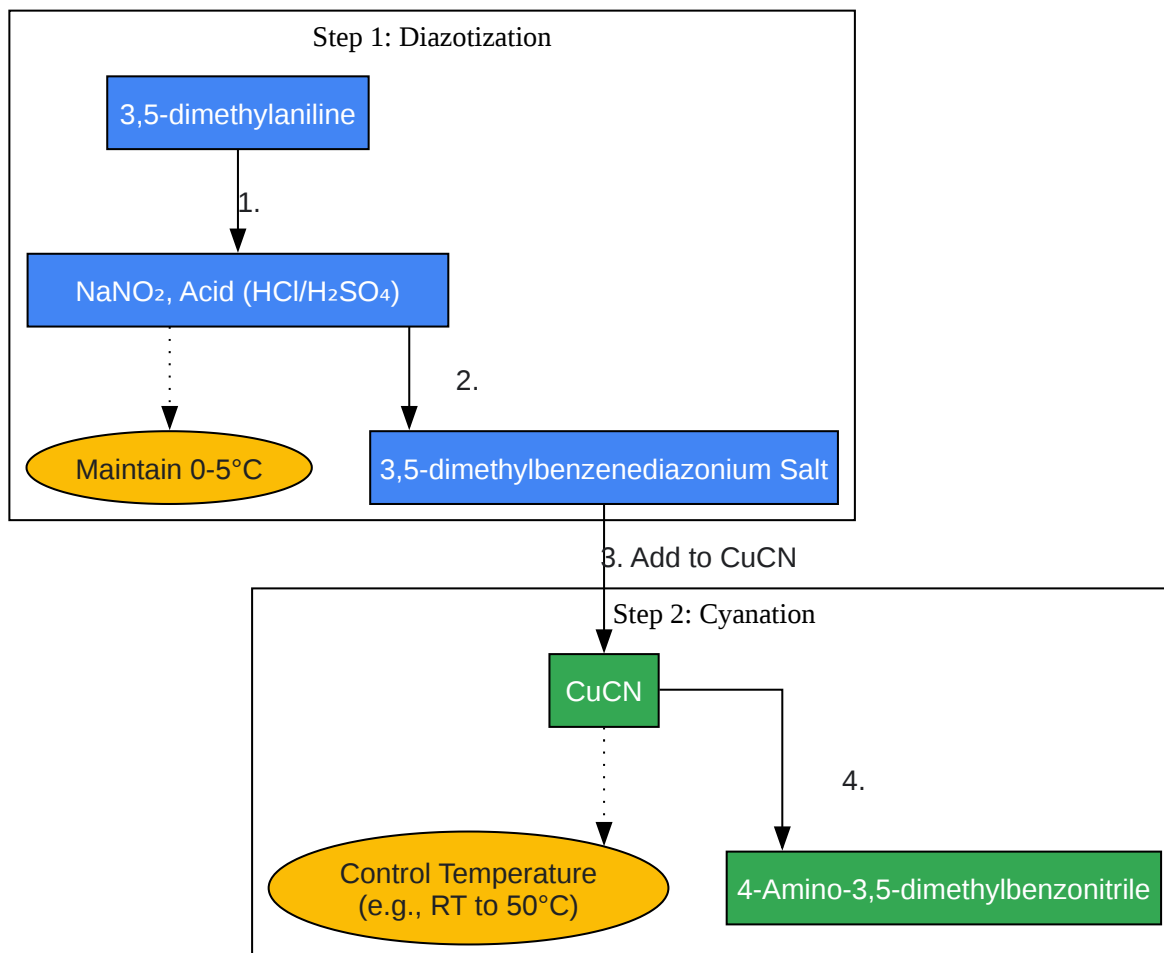 Step 1: Diazotization
3,5-dimethylaniline
1.
NaNO₂, Acid (HCl/H₂SO₄)
2.
Maintain 0-5°C
3,5-dimethylbenzenediazonium Salt
3. Add to CuCN
Step 2: Cyanation
CuCN
4.
Control Temperature
(e.g., RT to 50°C)
4-Amino-3,5-dimethylbenzonitrile